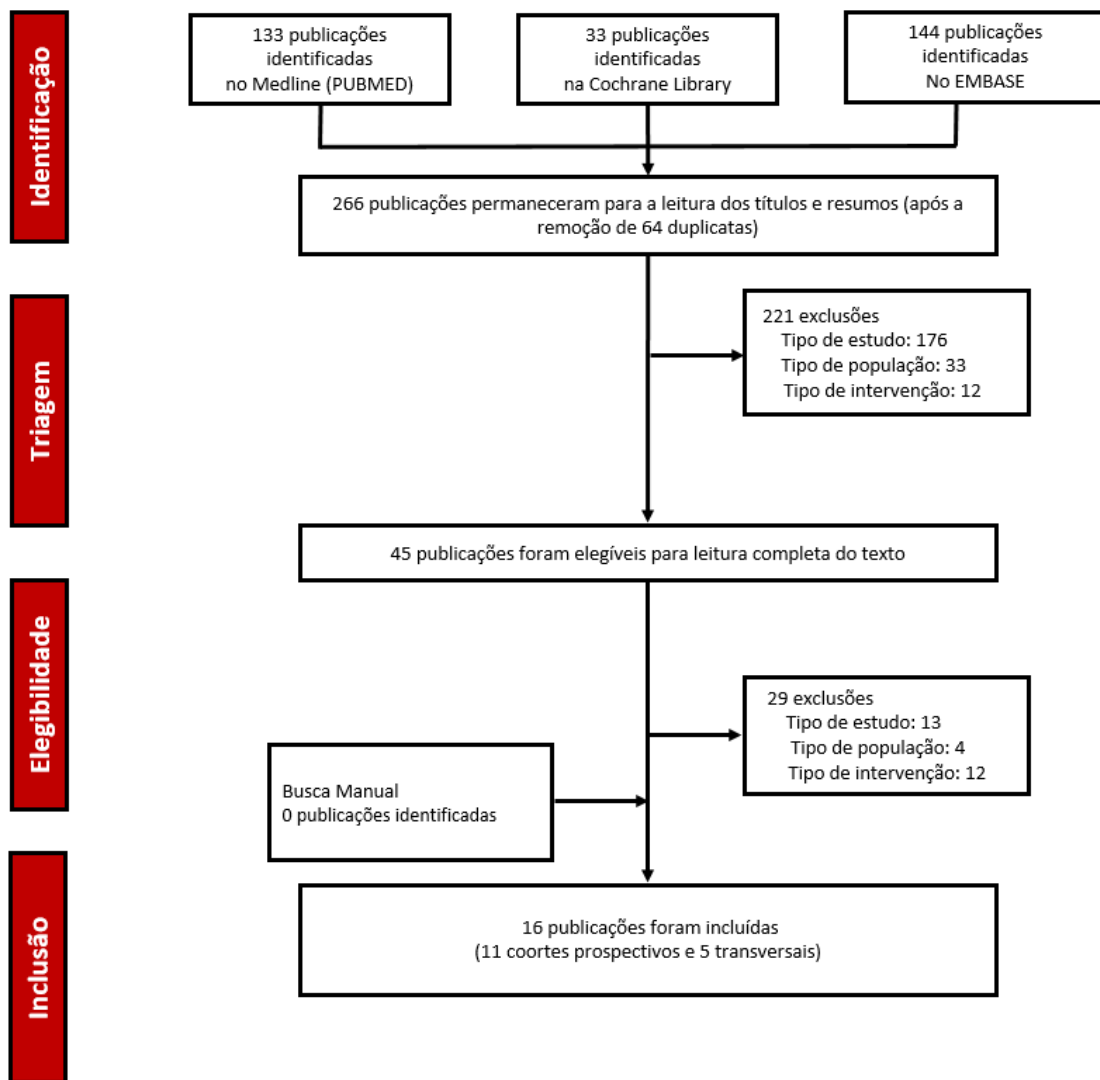 Identificação
133 publicações
identificadas
no Medline (PUBMED)
33 publicações
identificadas
na Cochrane Library
144 publicações
identificadas
No EMBASE
266 publicações permaneceram para a leitura dos títulos e resumos (após a
remoção de 64 duplicatas)
Triagem
221 exclusões
Tipo de estudo: 176
Tipo de população: 33
Tipo de intervenção: 12
45 publicações foram elegíveis para leitura completa do texto
Elegibilidade
29 exclusões
Tipo de estudo: 13
Tipo de população: 4
Tipo de intervenção: 12
Busca Manual
0 publicações identificadas
Inclusão
16 publicações foram incluídas
(11 coortes prospectivos e 5 transversais)